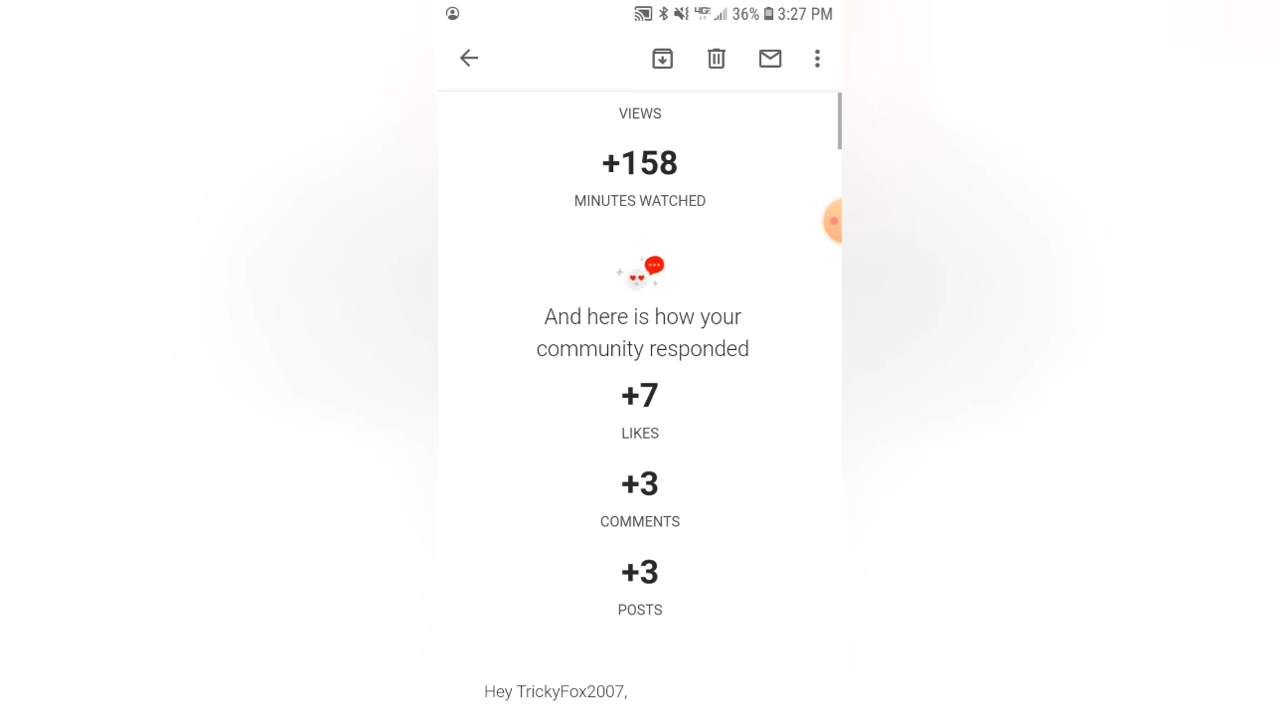 36% 3:27 PM
VIEWS
+158
MINUTES WATCHED
And here is how your
community responded
+7
LIKES
+3
COMMENTS
+3
POSTS
Hey TrickyFox2007,